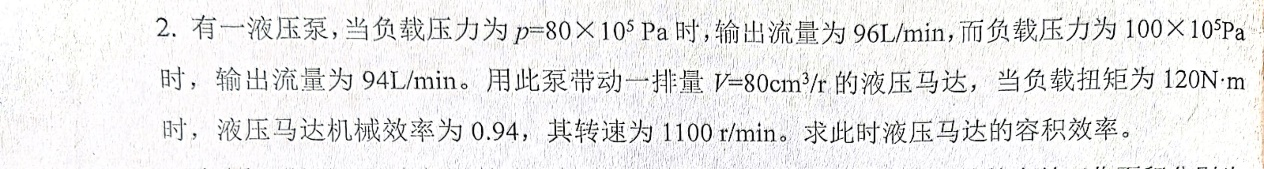 2. 有一液压泵，当负载压力为 p=80×10⁵ Pa 时，输出流量为 96L/min，而负载压力为 100×10⁵Pa
时，输出流量为 94L/min。用此泵带动一排量 V=80cm³/r 的液压马达，当负载扭矩为 120N·m
时，液压马达机械效率为 0.94，其转速为 1100 r/min。求此时液压马达的容积效率。